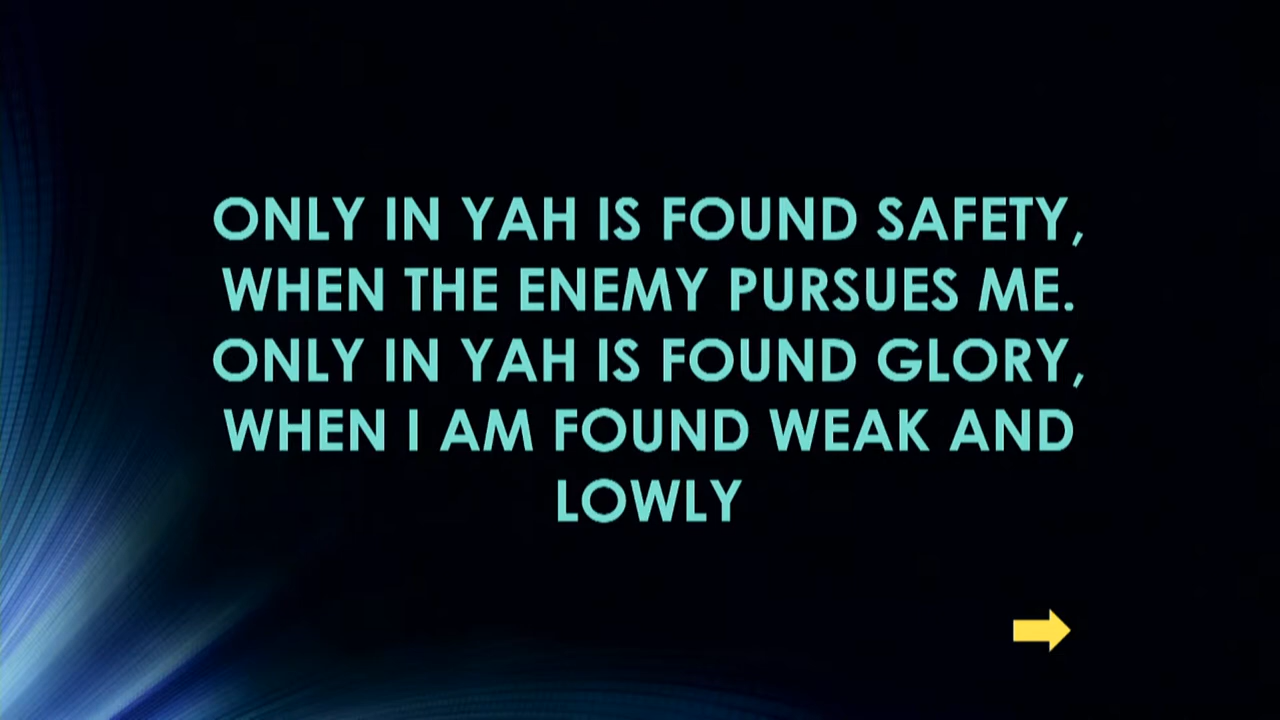 ONLY IN YAH IS FOUND SAFETY,
WHEN THE ENEMY PURSUES ME.
ONLY IN YAH IS FOUND GLORY,
WHEN I AM FOUND WEAK AND
LOWLY